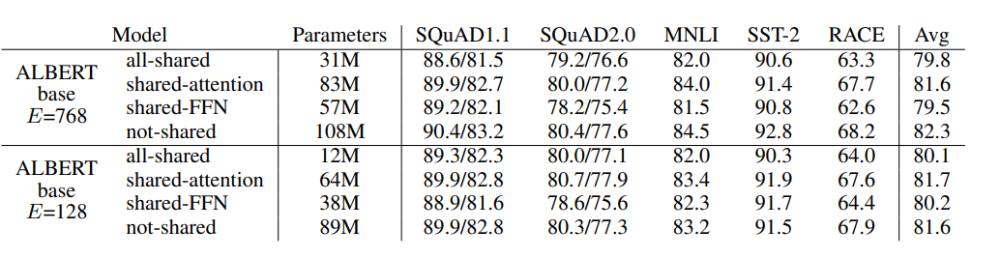 Model Parameters SQuAD1.1 SQuAD2.0 MNLI SST-2 RACE Avg
ALBERT base E=768
all-shared 31M 88.6/81.5 79.2/76.6 82.0 90.6 63.3 79.8
shared-attention 83M 89.9/82.7 80.0/77.2 84.0 91.4 67.7 81.6
shared-FFN 57M 89.2/82.1 78.2/75.4 81.5 90.8 62.6 79.5
not-shared 108M 90.4/83.2 80.4/77.6 84.5 92.8 68.2 82.3
ALBERT base E=128
all-shared 12M 89.3/82.3 80.0/77.1 82.0 90.3 64.0 80.1
shared-attention 64M 89.9/82.8 80.7/77.9 83.4 91.9 67.6 81.7
shared-FFN 38M 88.9/81.6 78.6/75.6 82.3 91.7 64.4 80.2
not-shared 89M 89.9/82.8 80.3/77.3 83.2 91.5 67.9 81.6